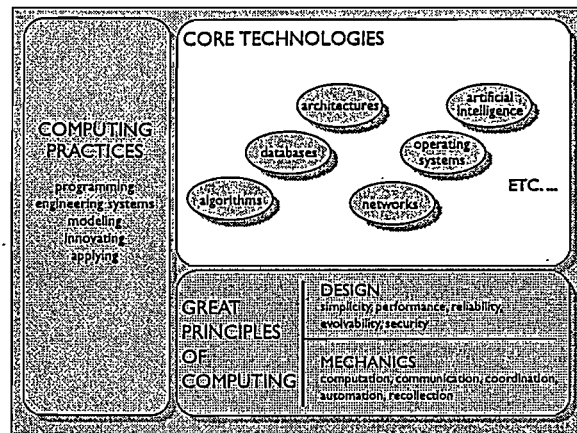 COMPUTING
PRACTICES
programming
engineering systems
modeling
innovating
applying
CORE TECHNOLOGIES
architectures
artificial
intelligence
databases
operating
systems
algorithms
networks
ETC. ...
GREAT
PRINCIPLES
OF
COMPUTING
DESIGN
simplicity, performance, reliability,
evolvability, security
MECHANICS
computation, communication, coordination,
automation, recollection